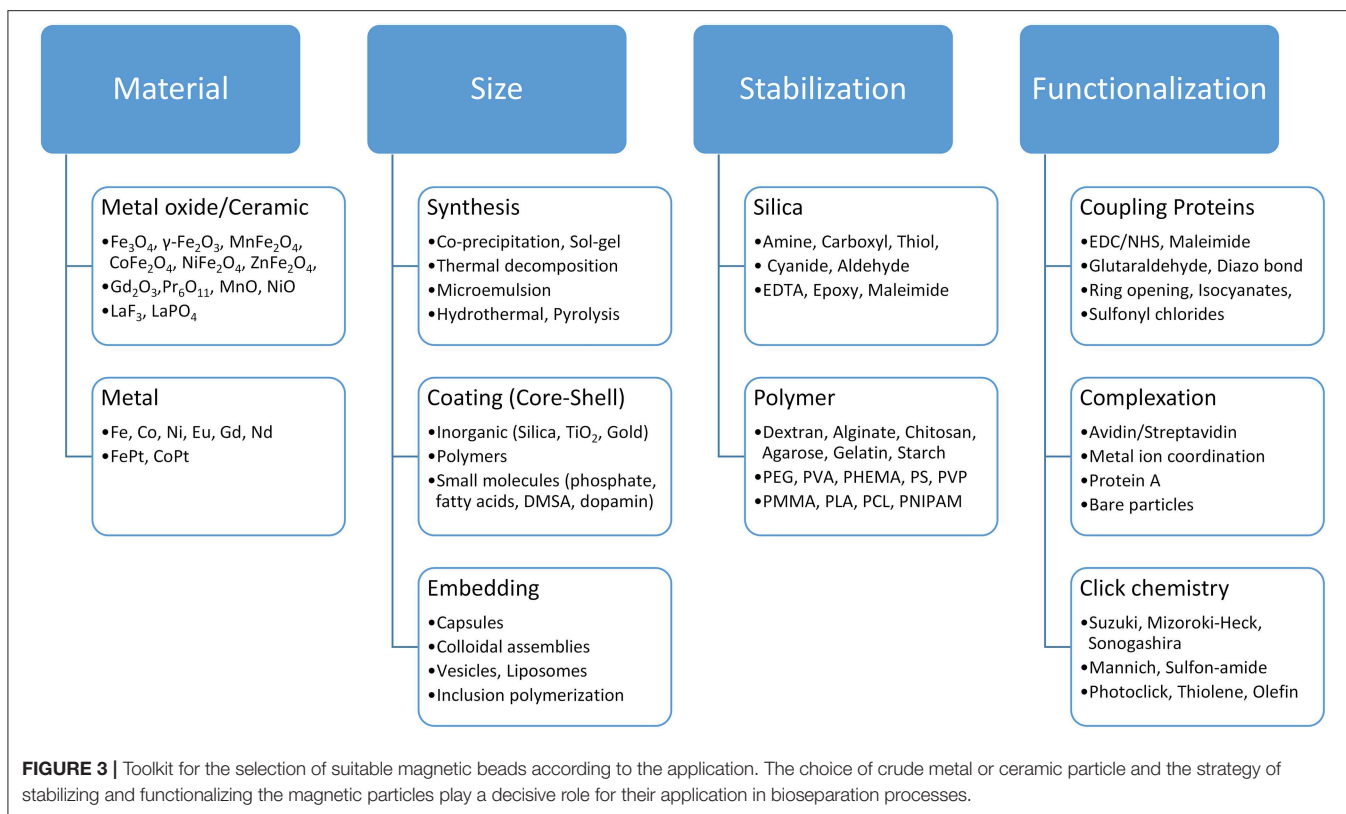 Material
Metal oxide/Ceramic
•Fe₃O₄, γ-Fe₂O₃, MnFe₂O₄,
CoFe₂O₄, NiFe₂O₄, ZnFe₂O₄,
•Gd₂O₃,Pr₆O₁₁, MnO, NiO
•LaF₃, LaPO₄
Metal
•Fe, Co, Ni, Eu, Gd, Nd
•FePt, CoPt
Size
Synthesis
•Co-precipitation, Sol-gel
•Thermal decomposition
•Microemulsion
•Hydrothermal, Pyrolysis
Coating (Core-Shell)
•Inorganic (Silica, TiO₂, Gold)
•Polymers
•Small molecules (phosphate,
fatty acids, DMSA, dopamin)
Embedding
•Capsules
•Colloidal assemblies
•Vesicles, Liposomes
•Inclusion polymerization
Stabilization
Silica
•Amine, Carboxyl, Thiol,
• Cyanide, Aldehyde
•EDTA, Epoxy, Maleimide
Polymer
•Dextran, Alginate, Chitosan,
Agarose, Gelatin, Starch
•PEG, PVA, PHEMA, PS, PVP
•PMMA, PLA, PCL, PNIPAM
Functionalization
Coupling Proteins
•EDC/NHS, Maleimide
•Glutaraldehyde, Diazo bond
•Ring opening, Isocyanates,
•Sulfonyl chlorides
Complexation
•Avidin/Streptavidin
•Metal ion coordination
•Protein A
•Bare particles
Click chemistry
•Suzuki, Mizoroki-Heck,
Sonogashira
•Mannich, Sulfon-amide
•Photoclick, Thiolene, Olefin
FIGURE 3 | Toolkit for the selection of suitable magnetic beads according to the application. The choice of crude metal or ceramic particle and the strategy of
stabilizing and functionalizing the magnetic particles play a decisive role for their application in bioseparation processes.